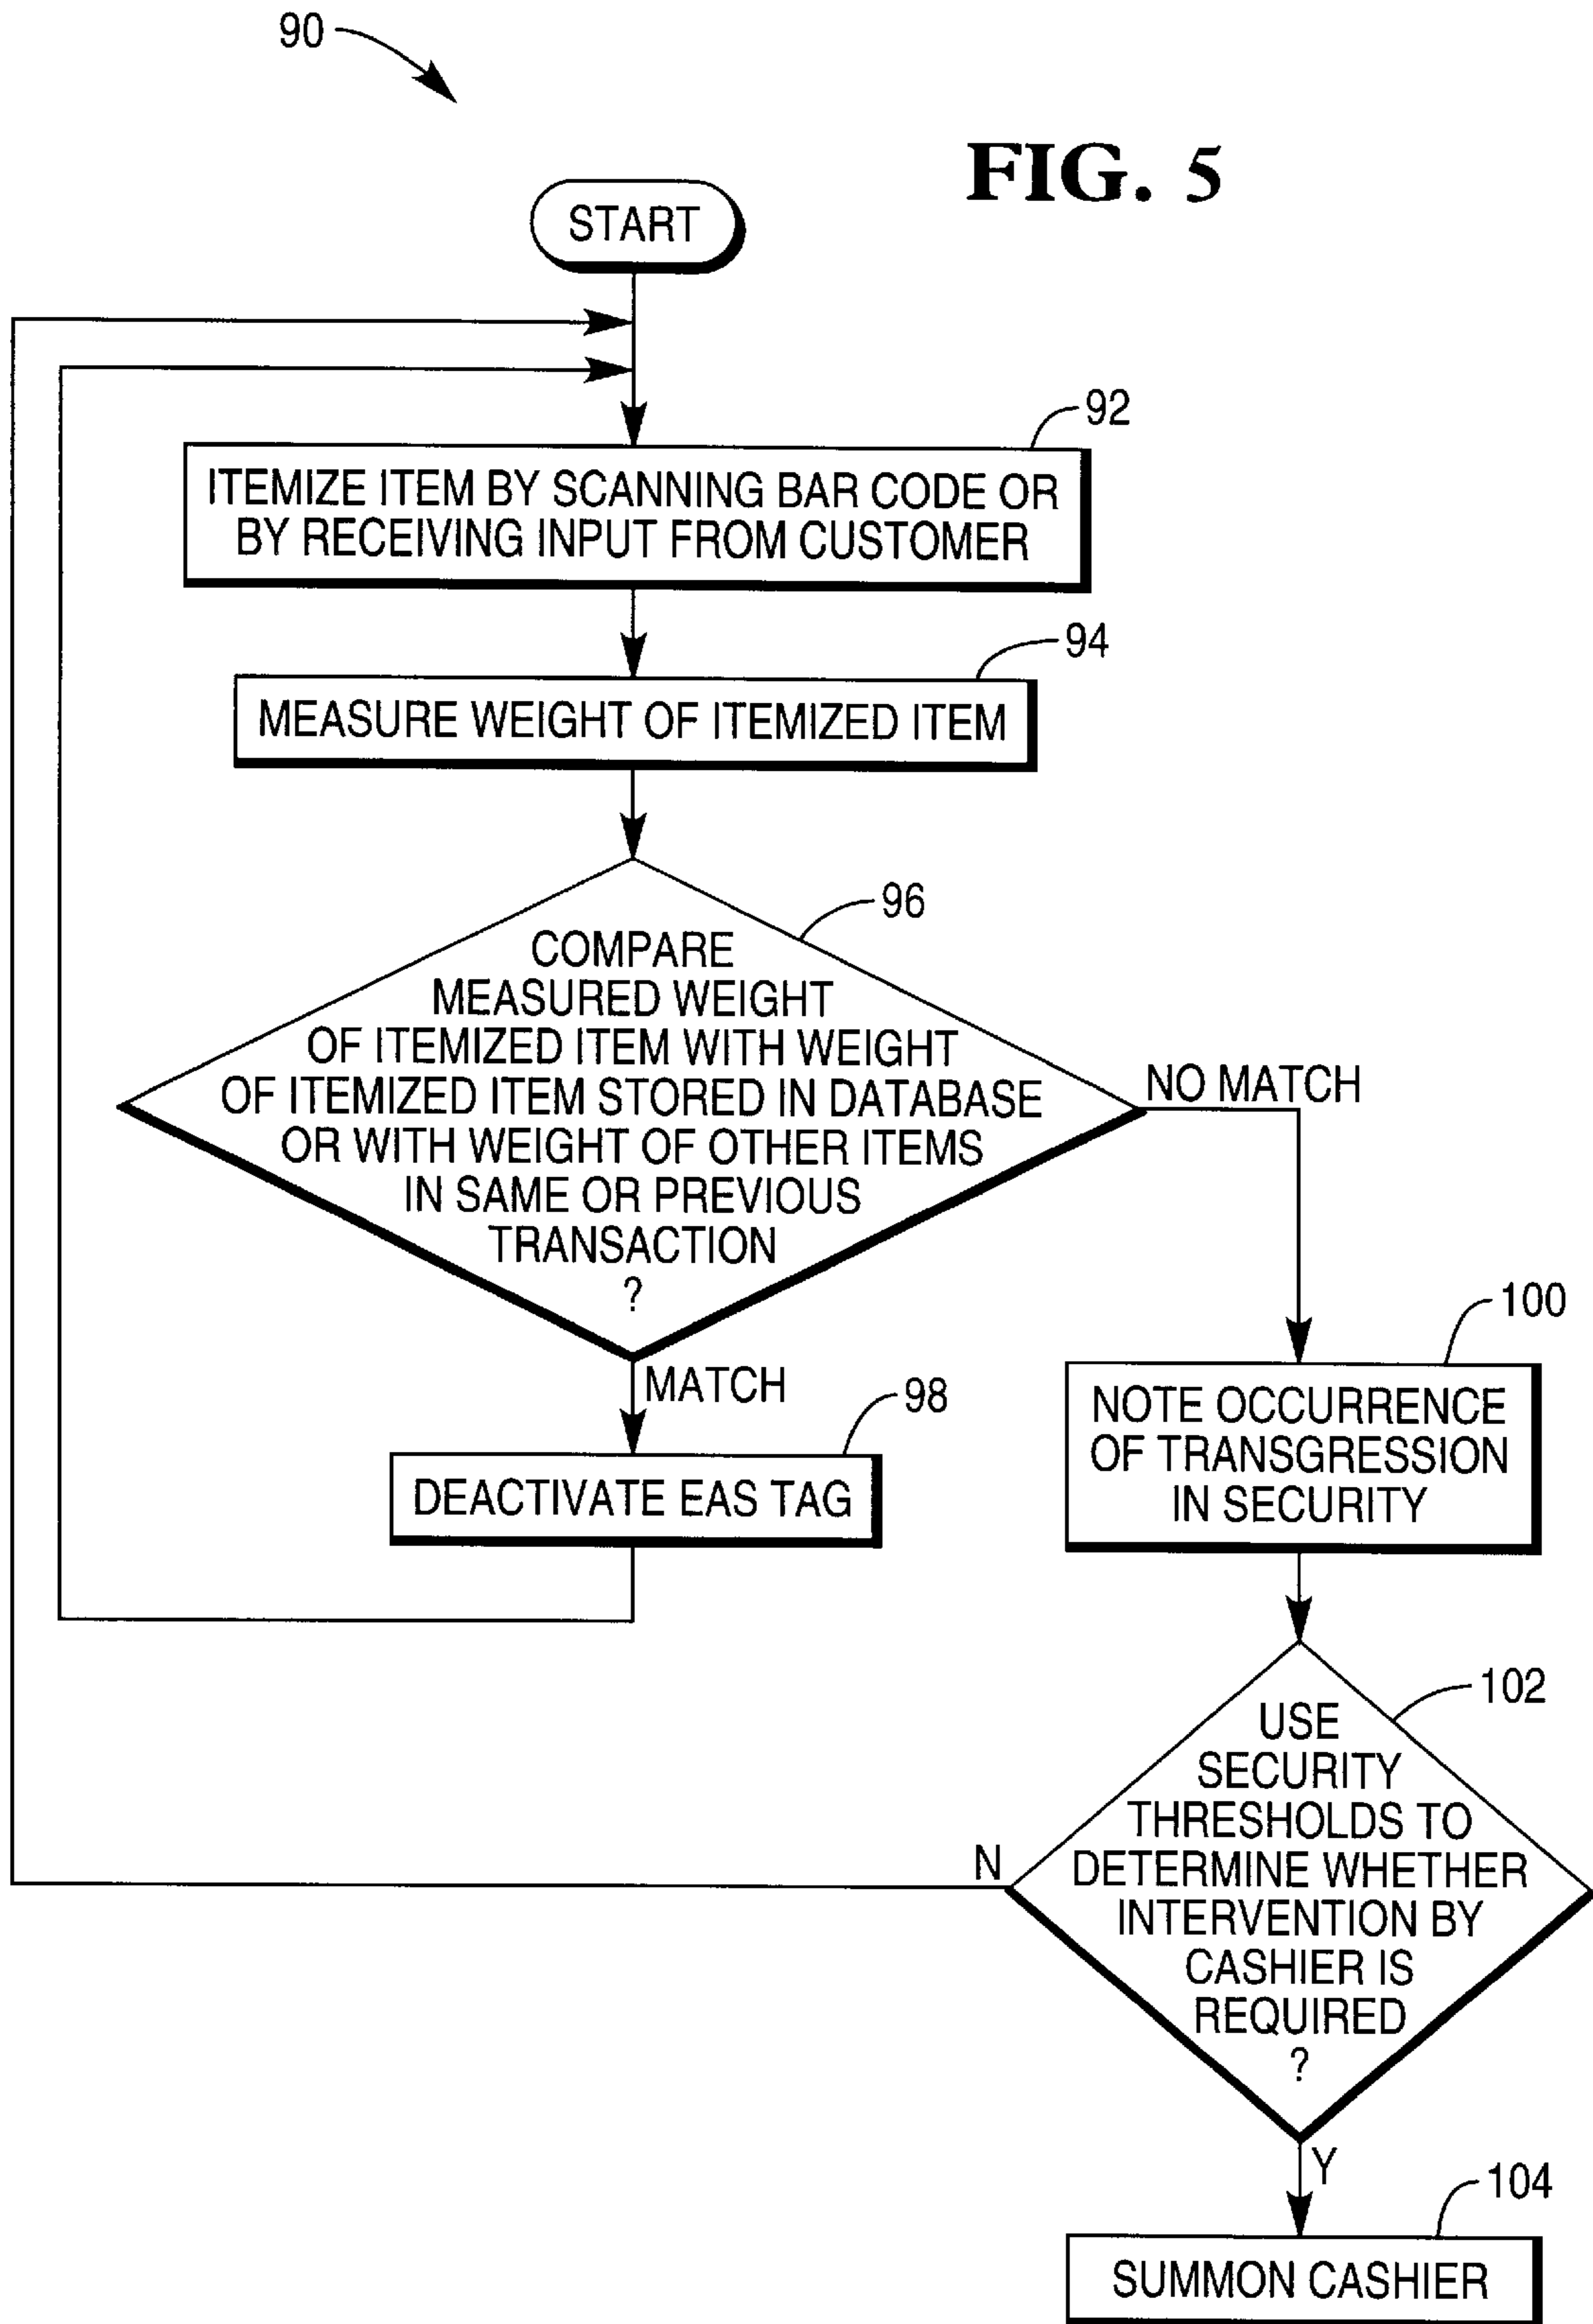 90
FIG. 5
START
92
ITEMIZE ITEM BY SCANNING BAR CODE OR
BY RECEIVING INPUT FROM CUSTOMER
94
MEASURE WEIGHT OF ITEMIZED ITEM
96
COMPARE
MEASURED WEIGHT
OF ITEMIZED ITEM WITH WEIGHT
OF ITEMIZED ITEM STORED IN DATABASE
OR WITH WEIGHT OF OTHER ITEMS
IN SAME OR PREVIOUS
TRANSACTION
?
NO MATCH
MATCH
98
DEACTIVATE EAS TAG
100
NOTE OCCURRENCE
OF TRANSGRESSION
IN SECURITY
102
USE
SECURITY
THRESHOLDS TO
DETERMINE WHETHER
INTERVENTION BY
CASHIER IS
REQUIRED
?
N
Y
104
SUMMON CASHIER